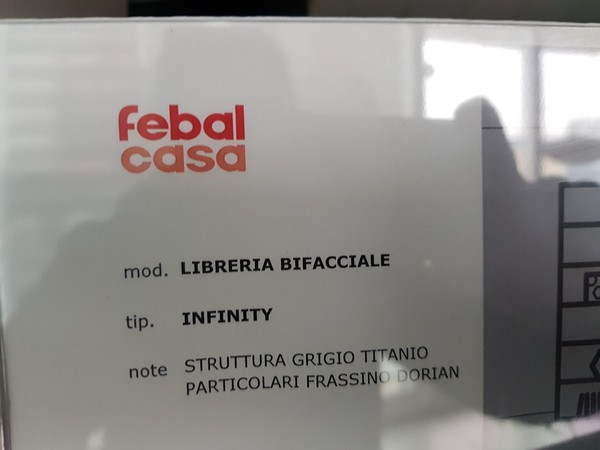 febal
casa
mod. LIBRERIA BIFACCIALE
tip. INFINITY
note STRUTTURA GRIGIO TITANIO
PARTICOLARI FRASSINO DORIAN